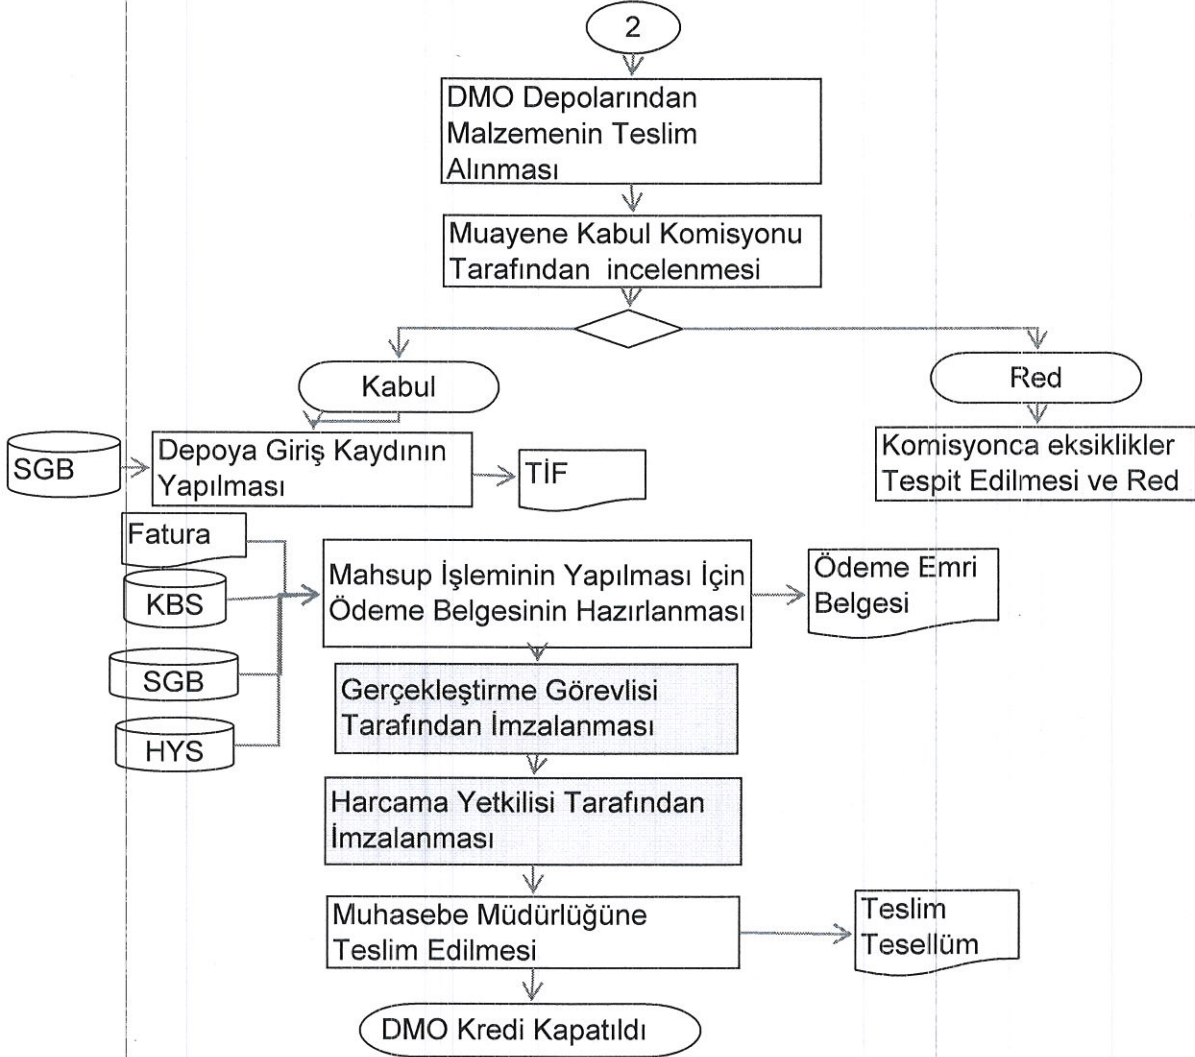 2
DMO Depolarından
Malzemenin Teslim
Alınması
Muayene Kabul Komisyonu
Tarafından incelenmesi
Kabul
Red
SGB
Depoya Giriş Kaydının
Yapılması
TİF
Komisyonca eksiklikler
Tespit Edilmesi ve Red
Fatura
KBS
SGB
HYS
Mahsup İşleminin Yapılması İçin
Ödeme Belgesinin Hazırlanması
Ödeme Emri
Belgesi
Gerçekleştirme Görevlisi
Tarafından İmzalanması
Harcama Yetkilisi Tarafından
İmzalanması
Muhasebe Müdürlüğüne
Teslim Edilmesi
Teslim
Tesellüm
DMO Kredi Kapatıldı